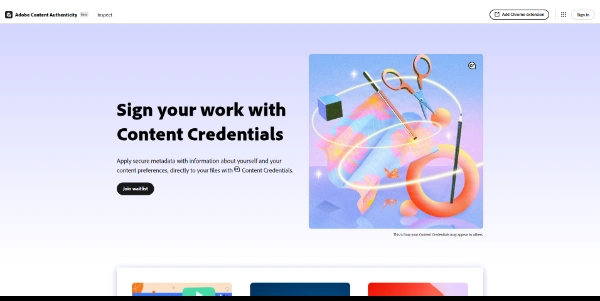 Adobe Content Authenticity Beta Inspect Add Chrome extension Sign in
Sign your work with
Content Credentials
Apply secure metadata with information about yourself and your
content preferences, directly to your files with Content Credentials.
Join waitlist
This is how your Content Credentials may appear to others.